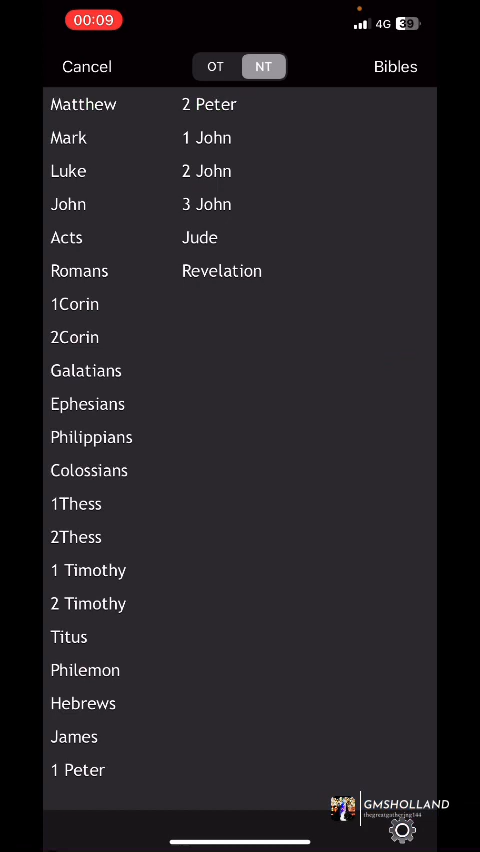 00:09
4G 39
Cancel OT NT Bibles
Matthew
Mark
Luke
John
Acts
Romans
1Corin
2Corin
Galatians
Ephesians
Philippians
Colossians
1Thess
2Thess
1 Timothy
2 Timothy
Titus
Philemon
Hebrews
James
1 Peter
2 Peter
1 John
2 John
3 John
Jude
Revelation
GMSHOLLAND
thegreatgathering144